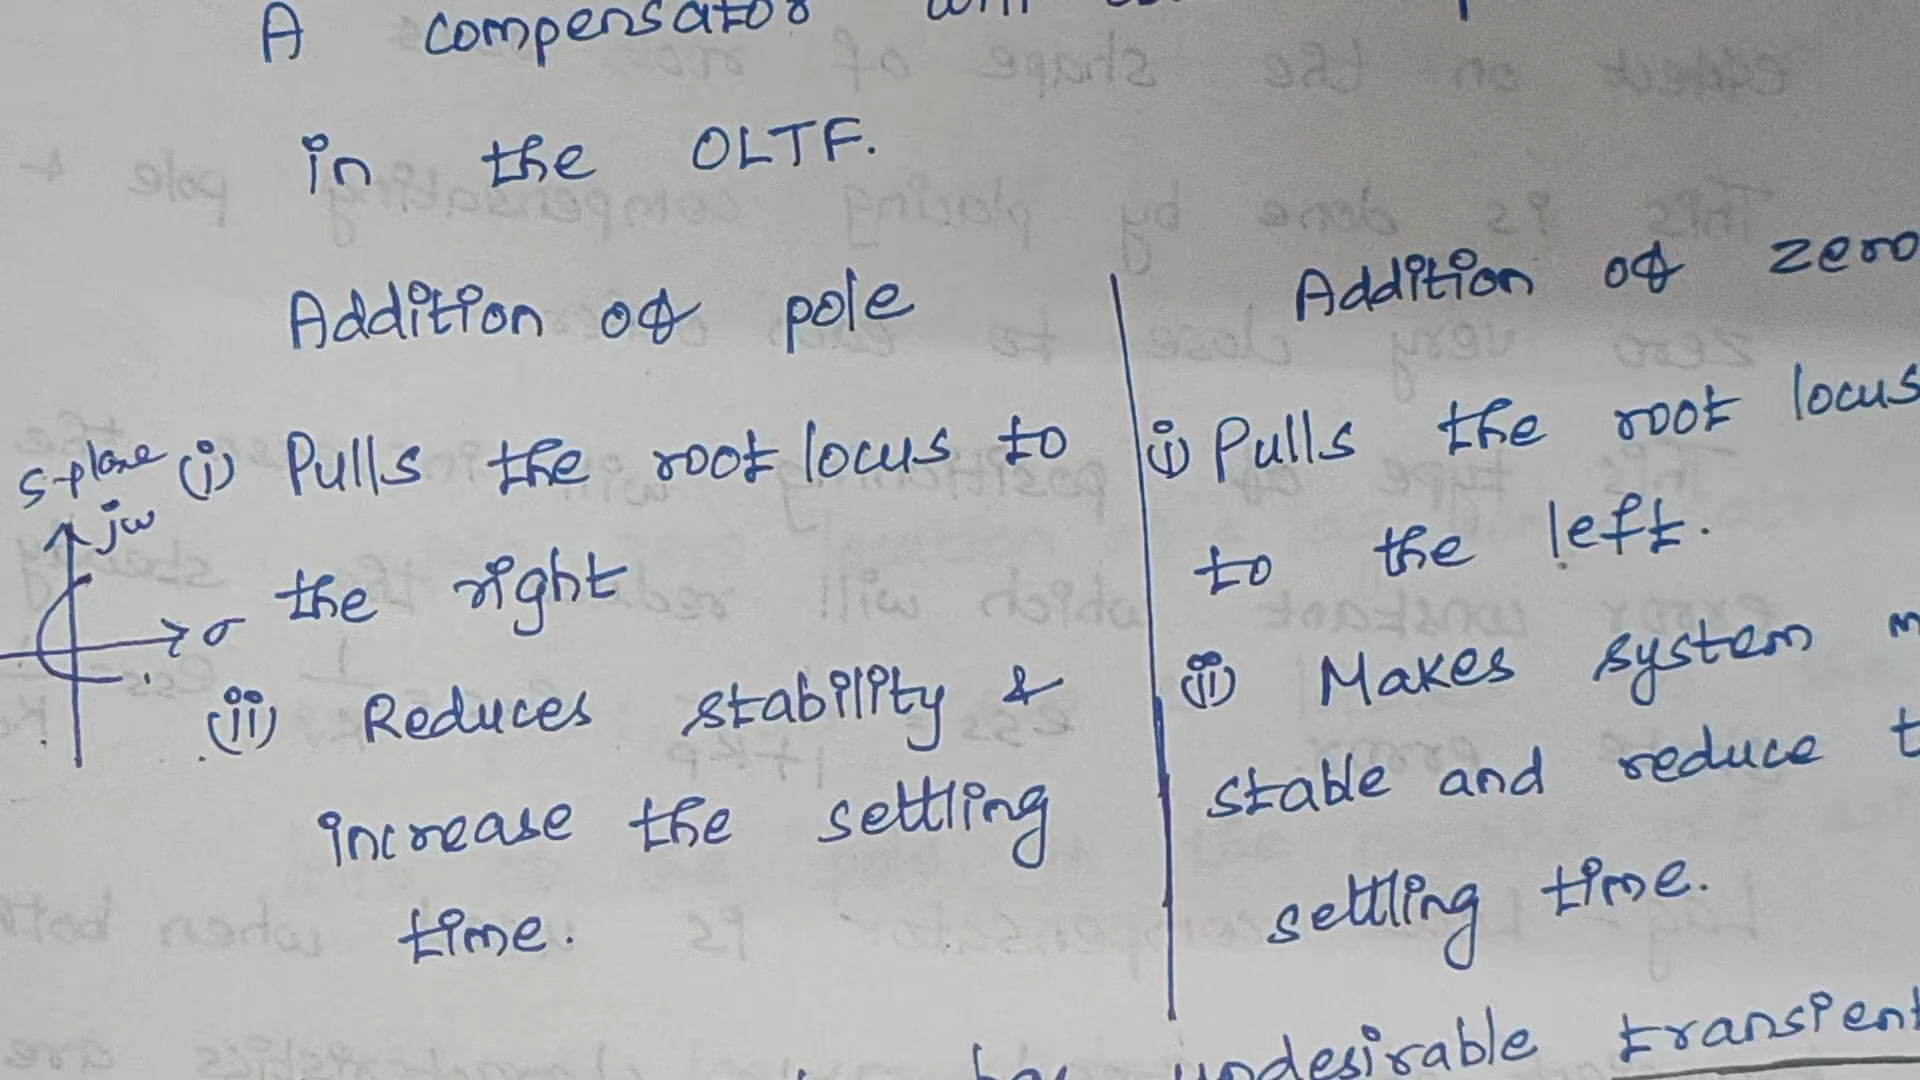 A compensator will
in the OLTF.
Addition of pole
s-plane (i) Pulls the root locus to
jω
the right
σ
(ii) Reduces stability &
increase the settling
time.
Addition of zero
(i) Pulls the root locus
to the left.
(ii) Makes system
stable and reduce
settling time.
undesirable transient